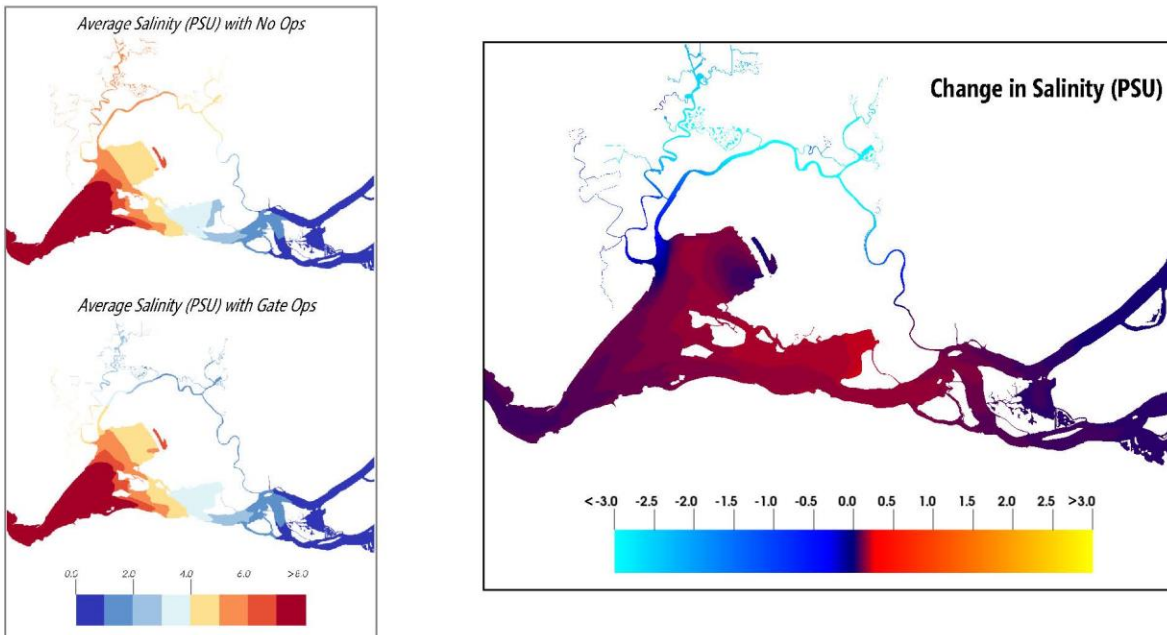 Average Salinity (PSU) with No Ops
Average Salinity (PSU) with Gate Ops
0.0 2.0 4.0 6.0 >8.0
Change in Salinity (PSU)
< -3.0 -2.5 -2.0 -1.0 -0.5 0.0 0.5 1.0 1.5 2.0 2.5 >3.0